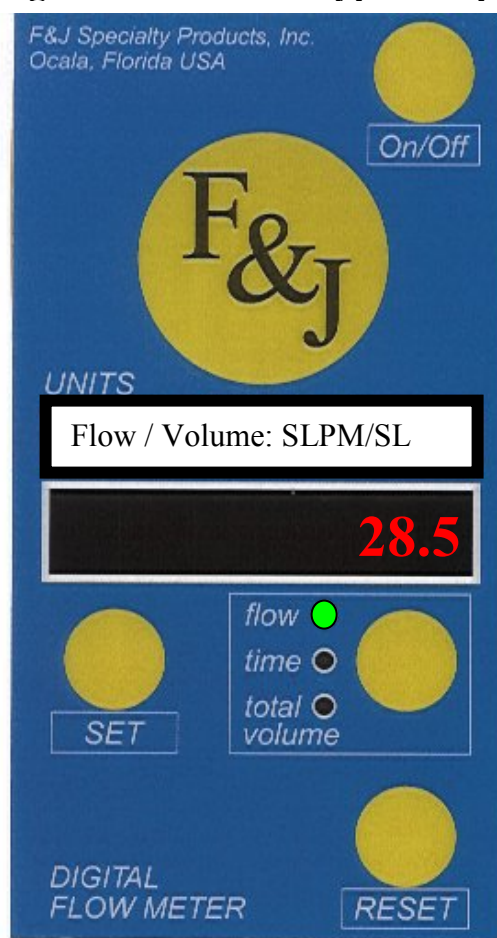 F&J Specialty Products, Inc.
Ocala, Florida USA
On/Off
F&J
UNITS
Flow / Volume: SLPM/SL
28.5
flow
time
total
volume
SET
DIGITAL
FLOW METER
RESET